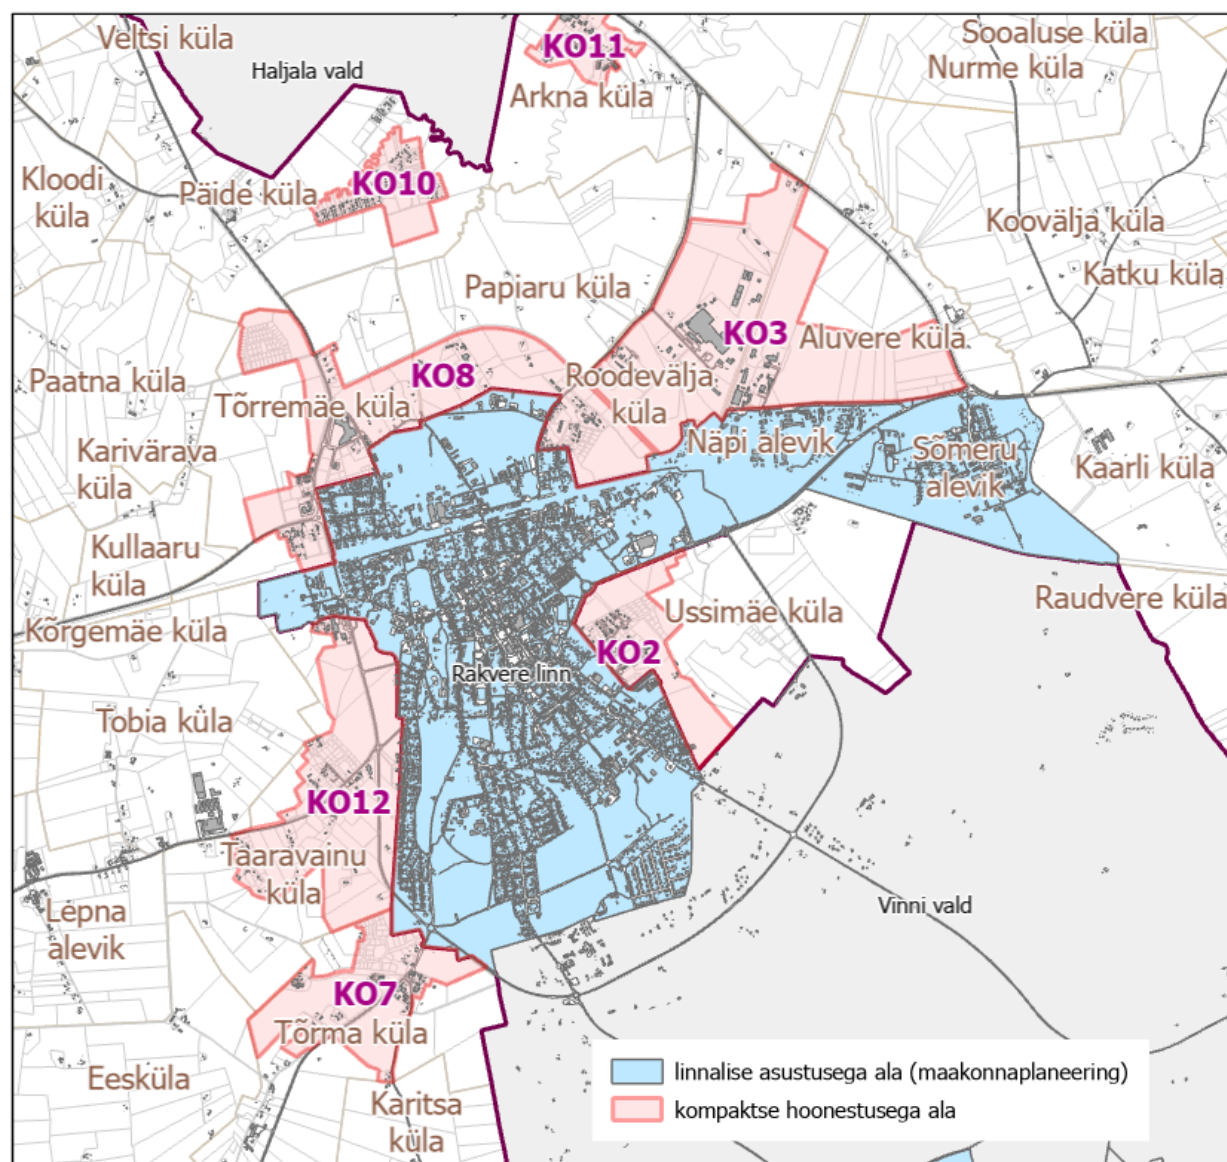 Veltsi küla
Haljala vald
KO11
Arkna küla
Sooaluse küla
Nurme küla
Kloodi
küla
Päide küla
KO10
Koovälja küla
Katku küla
Papiaru küla
KO3
Aluvere küla
Paatna küla
KO8
Roodevälja
küla
Tõrremäe küla
Näpi alevik
Sõmeru
alevik
Karivärava
küla
Kaarli küla
Kullaaru
küla
Raudvere küla
Ussimäe küla
Kõrgemäe küla
KO2
Rakvere linn
Tobia küla
KO12
Taaravainu
küla
Lepna
alevik
Vinni vald
KO7
Tõrma küla
Eesküla
Karitsa
küla
linnalise asustusega ala (maakonnaplaneering)
kompaktse hoonestusega ala